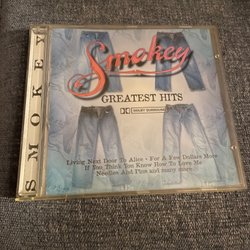 SMOKEY
Smokey
GREATEST HITS
DOLBY SURROUND
Living Next Door To Alice • For A Few Dollars More
If You Think You Know How To Love Me
Needles And Pins and many more...